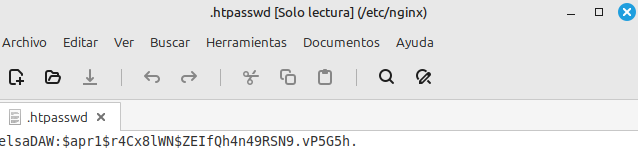 .htpasswd [Solo lectura] (/etc/nginx)
Archivo Editar Ver Buscar Herramientas Documentos Ayuda
.htpasswd
elsaDAW:$apr1$r4Cx8lWN$ZEIfQh4n49RSN9.vP5G5h.